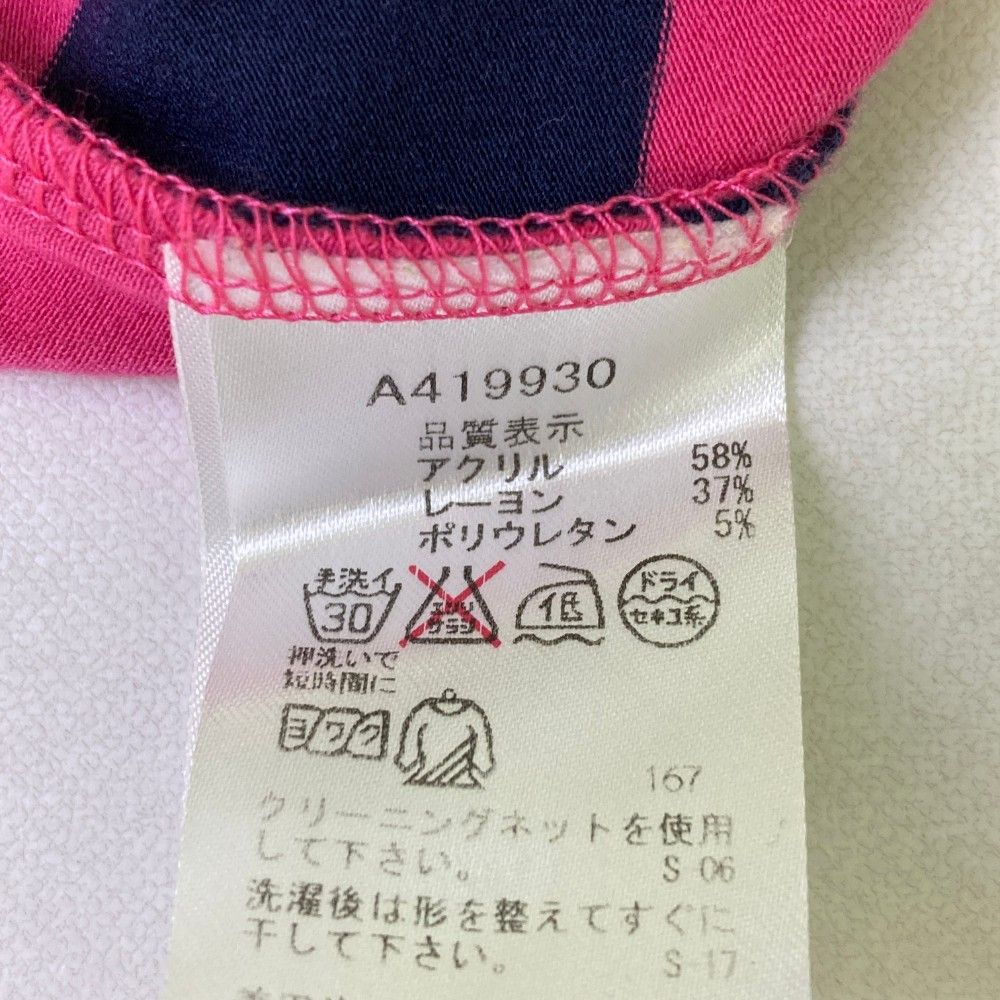 A419930
品質表示
アクリル 58%
レーヨン 37%
ポリウレタン 5%
手洗イ
30
エンソ
サラシ
低
ドライ
セキユ系
押洗いで
短時間に
ヨワク
167
クリーニングネットを使用
して下さい。 S-06
洗濯後は形を整えてすぐに
干して下さい。 S-17